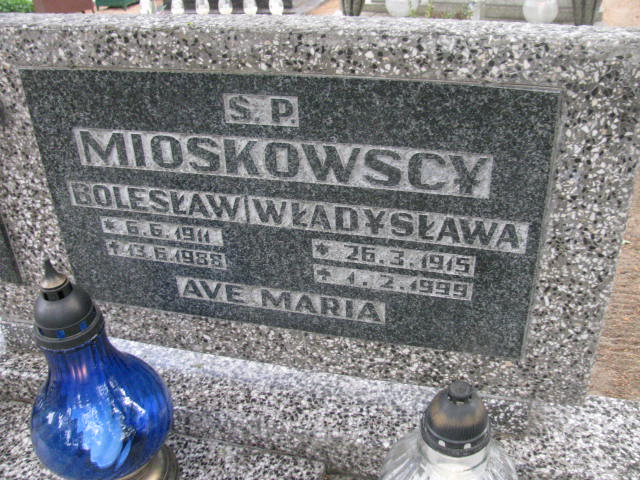 Ś.P.
MIOSKOWSCY
BOLESŁAW WŁADYSŁAWA
* 6.6.1911 * 26.3.1915
+ 13.6.1988 + 1.2.1999
AVE MARIA